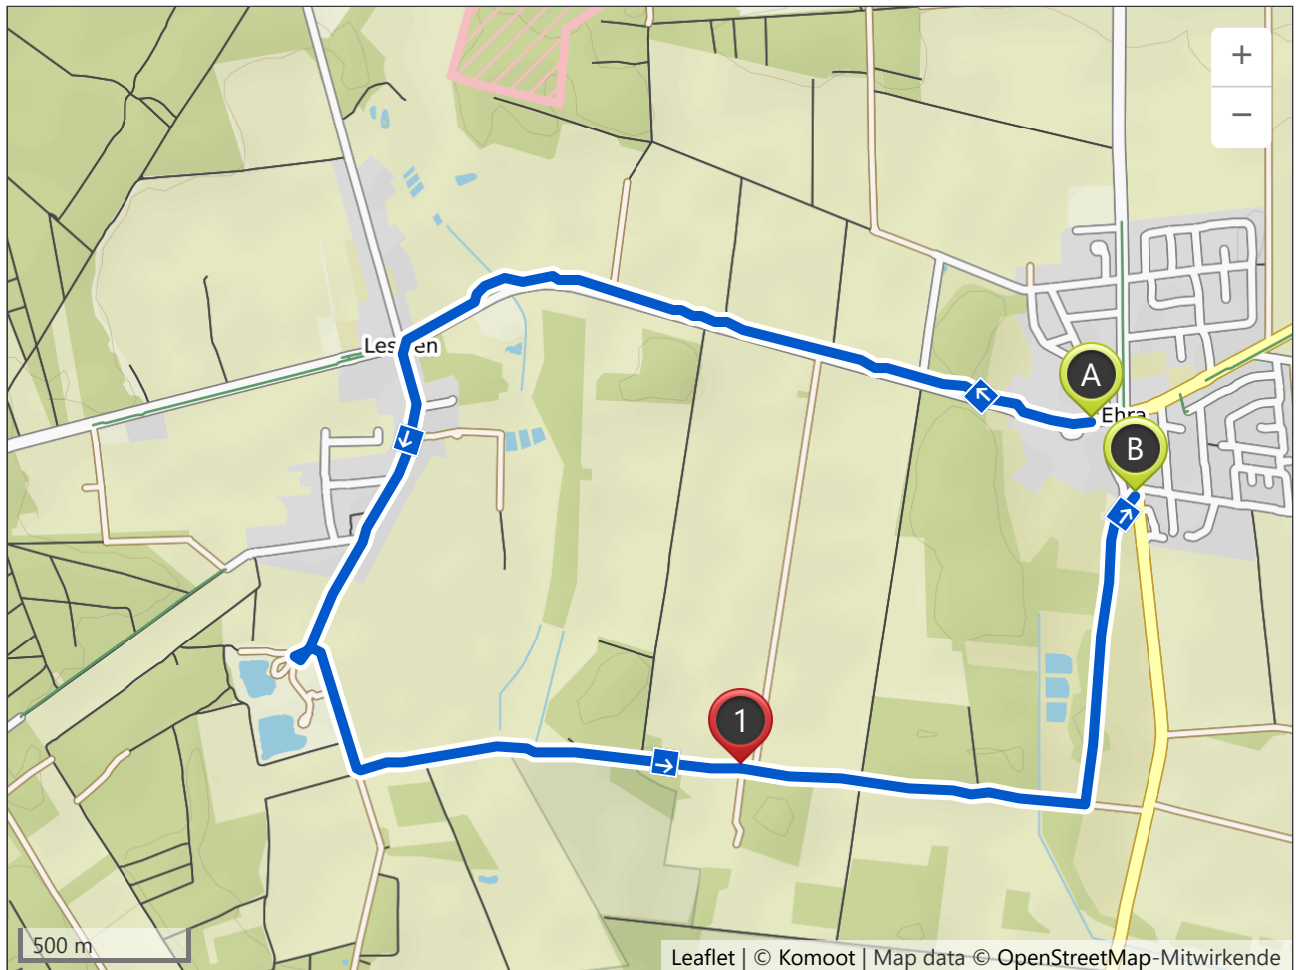 +
−
A
Ehra
B
1
500 m
Leaflet | © Komoot | Map data © OpenStreetMap-Mitwirkende